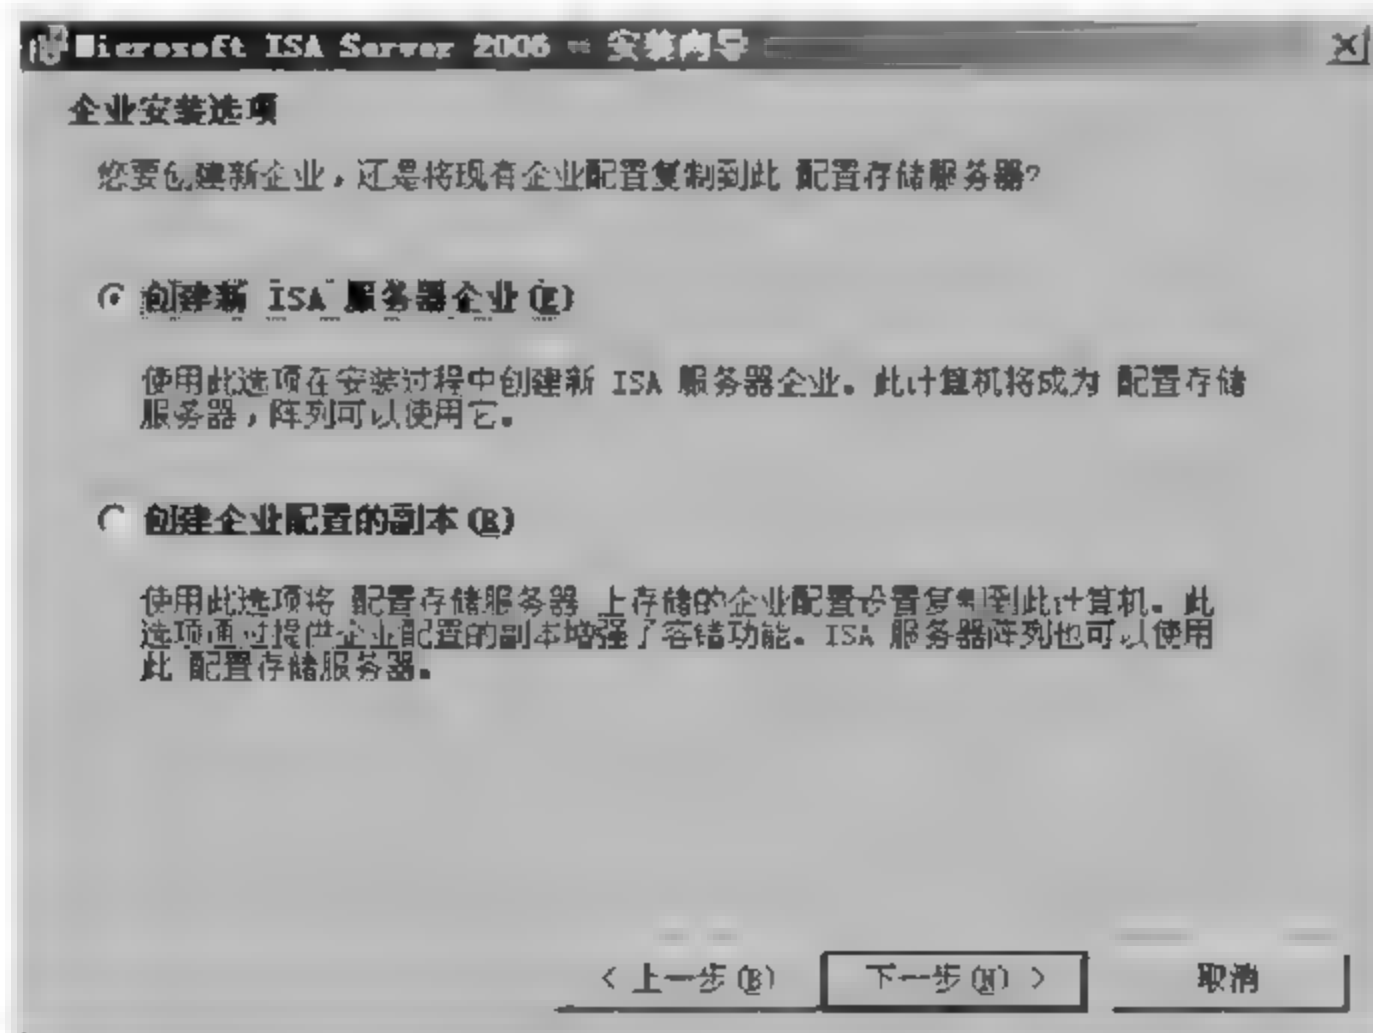 Microsoft ISA Server 2006 - 安装向导
企业安装选项
您要创建新企业，还是将现有企业配置复制到此 配置存储服务器?
创建新 ISA 服务器企业(E)
使用此选项在安装过程中创建新 ISA 服务器企业。此计算机将成为 配置存储
服务器，阵列可以使用它。
创建企业配置的副本(R)
使用此选项将 配置存储服务器 上存储的企业配置设置复制到此计算机。此
选项通过提供企业配置的副本增强了容错功能。ISA 服务器阵列也可以使用
此 配置存储服务器。
< 上一步(B)
下一步(N) >
取消